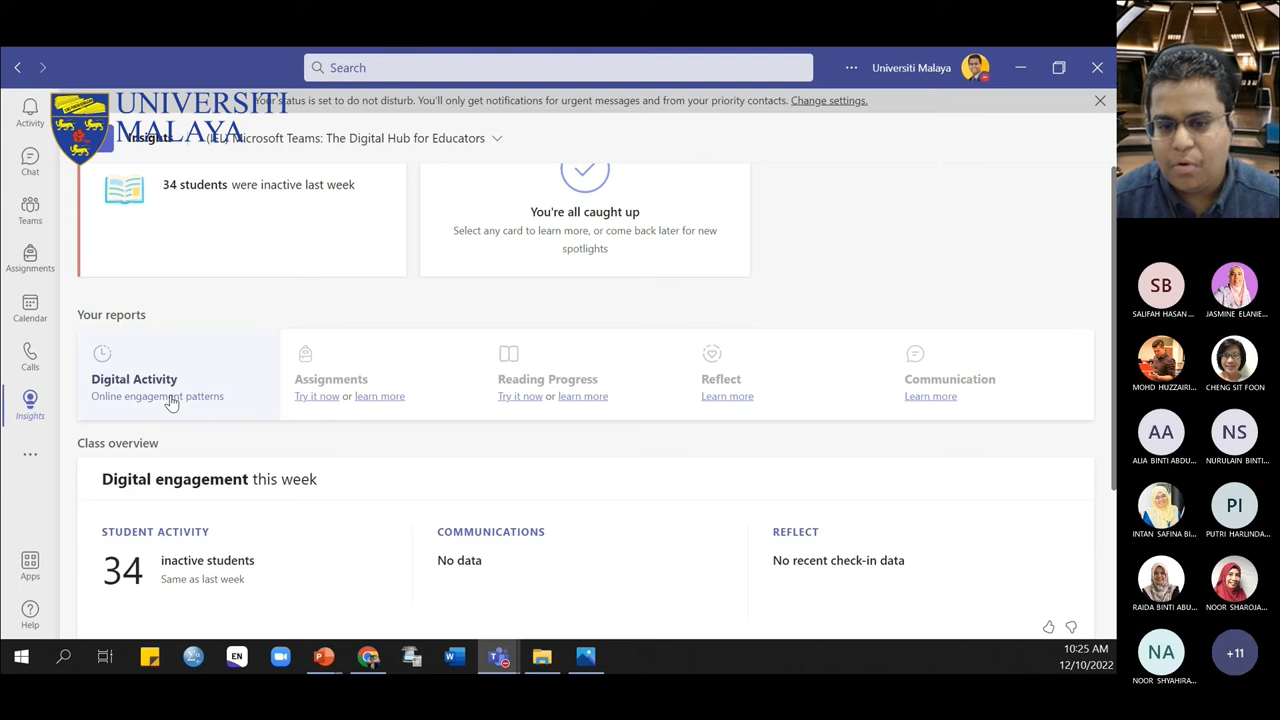 Search
Universiti Malaya
UNIVERSITI
MALAYA
Your status is set to do not disturb. You'll only get notifications for urgent messages and from your priority contacts. Change settings.
Insights
(IEL) Microsoft Teams: The Digital Hub for Educators
Activity
Chat
Teams
Assignments
Calendar
Calls
Insights
Apps
Help
34 students were inactive last week
You're all caught up
Select any card to learn more, or come back later for new
spotlights
Your reports
Digital Activity
Online engagement patterns
Assignments
Try it now or learn more
Reading Progress
Try it now or learn more
Reflect
Learn more
Communication
Learn more
Class overview
Digital engagement this week
STUDENT ACTIVITY
34 inactive students
Same as last week
COMMUNICATIONS
No data
REFLECT
No recent check-in data
EN
10:25 AM
12/10/2022
SB
SALIFAH HASAN ...
JASMINE ELANIE...
MOHD HUZZAIRI...
CHENG SIT FOON
AA
ALIA BINTI ABDU...
NS
NURULAIN BINTI...
INTAN SAFINA BI...
PI
PUTRI HARLINDA...
RAIDA BINTI ABU...
NOOR SHAROJA...
NA
NOOR SHYAHIRA...
+11